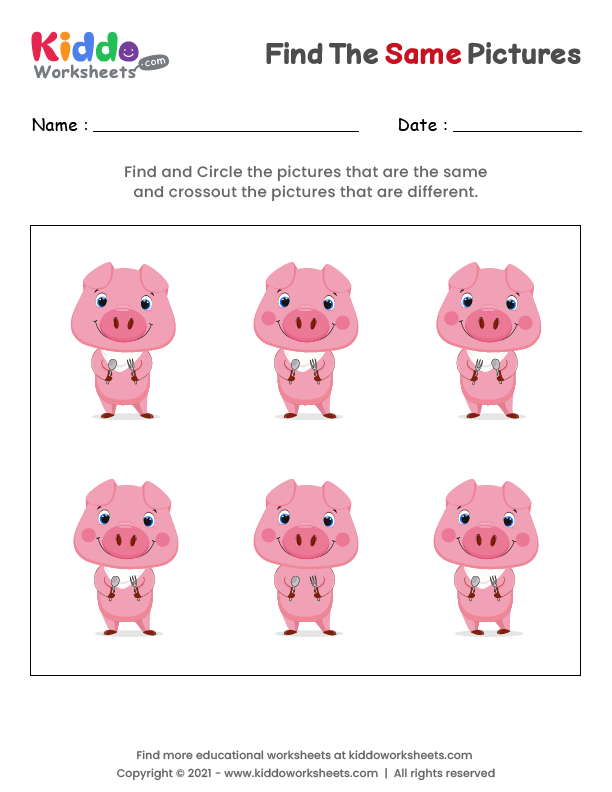 Kiddo
Worksheets.com
Find The Same Pictures
Name :
Date :
Find and Circle the pictures that are the same
and crossout the pictures that are different.
Find more educational worksheets at kiddoworksheets.com
Copyright © 2021 - www.kiddoworksheets.com | All rights reserved